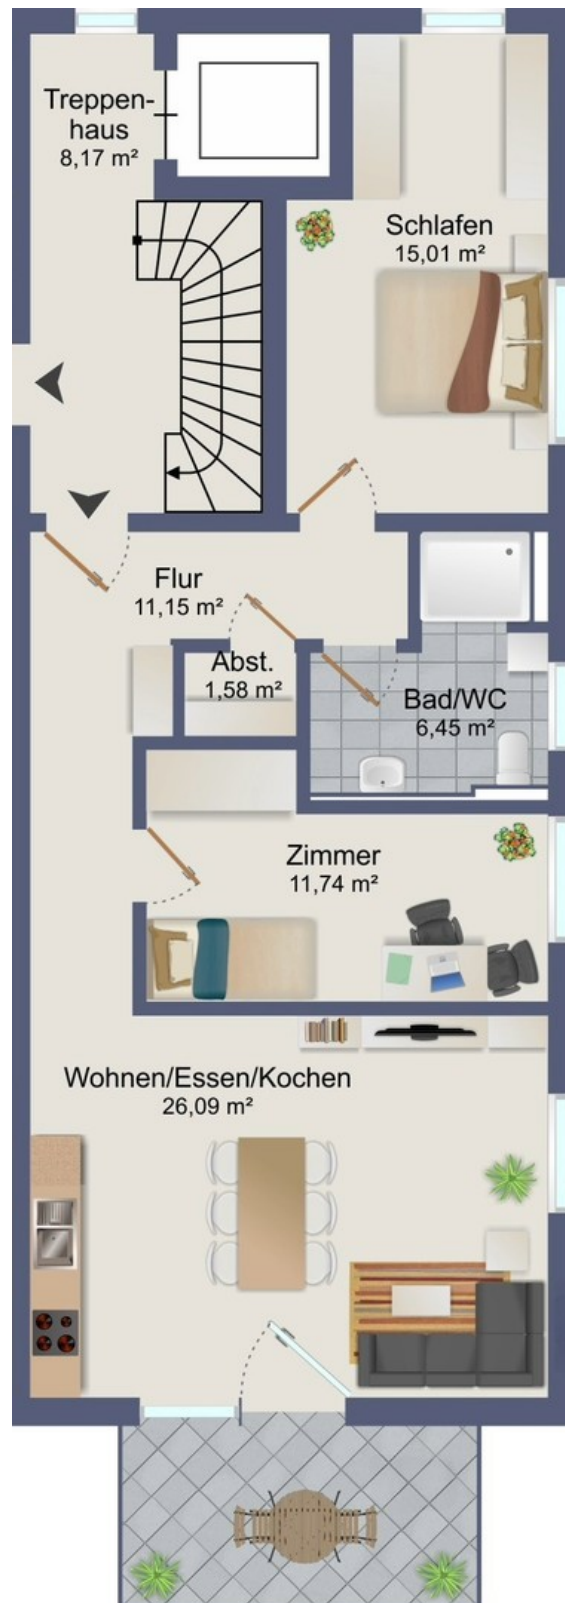 Treppen-
haus
8,17 m²
Schlafen
15,01 m²
Flur
11,15 m²
Abst.
1,58 m²
Bad/WC
6,45 m²
Zimmer
11,74 m²
Wohnen/Essen/Kochen
26,09 m²